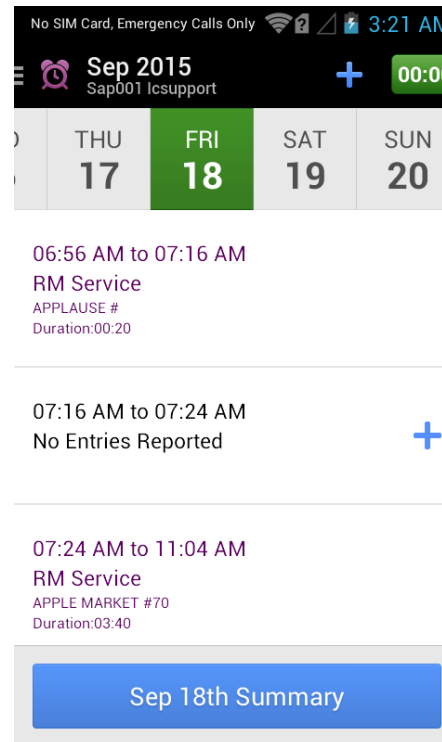 No SIM Card, Emergency Calls Only 3:21 AM
Sep 2015
Sap001 Icsupport
THU FRI SAT SUN
17 18 19 20
06:56 AM to 07:16 AM
RM Service
APPLAUSE #
Duration:00:20
07:16 AM to 07:24 AM
No Entries Reported
07:24 AM to 11:04 AM
RM Service
APPLE MARKET #70
Duration:03:40
Sep 18th Summary